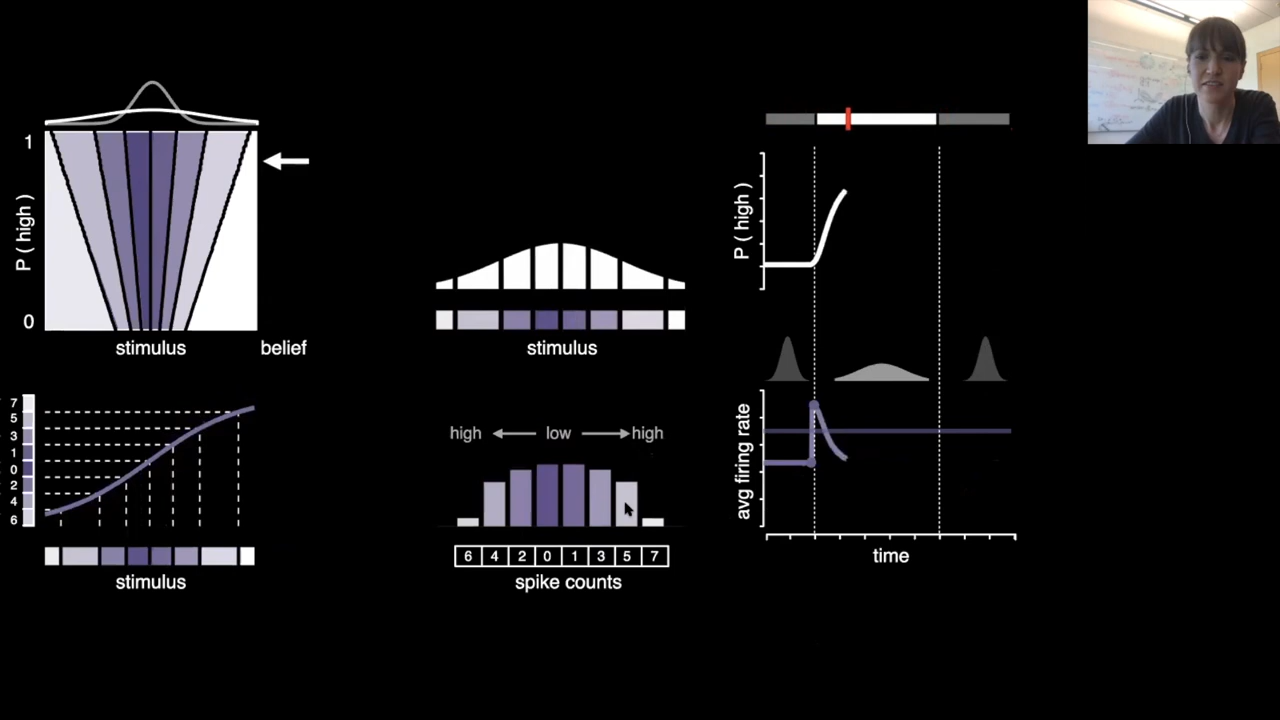 1
P ( high )
0
stimulus
belief
7
5
3
1
0
2
4
6
stimulus
stimulus
high
low
high
6 4 2 0 1 3 5 7
spike counts
P ( high )
avg firing rate
time